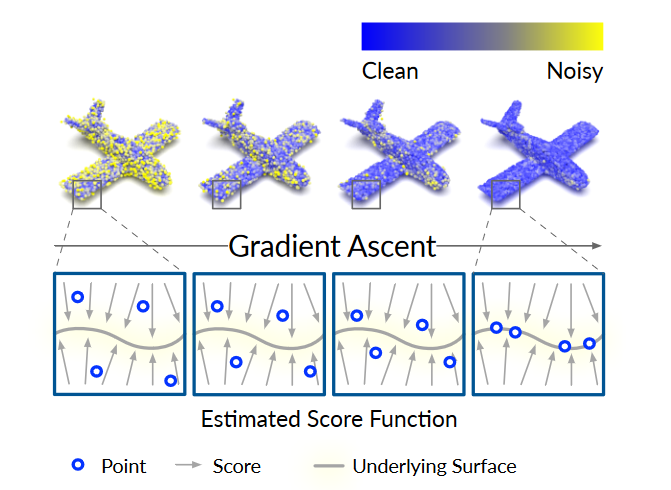 Clean Noisy
Gradient Ascent
Estimated Score Function
Point Score Underlying Surface